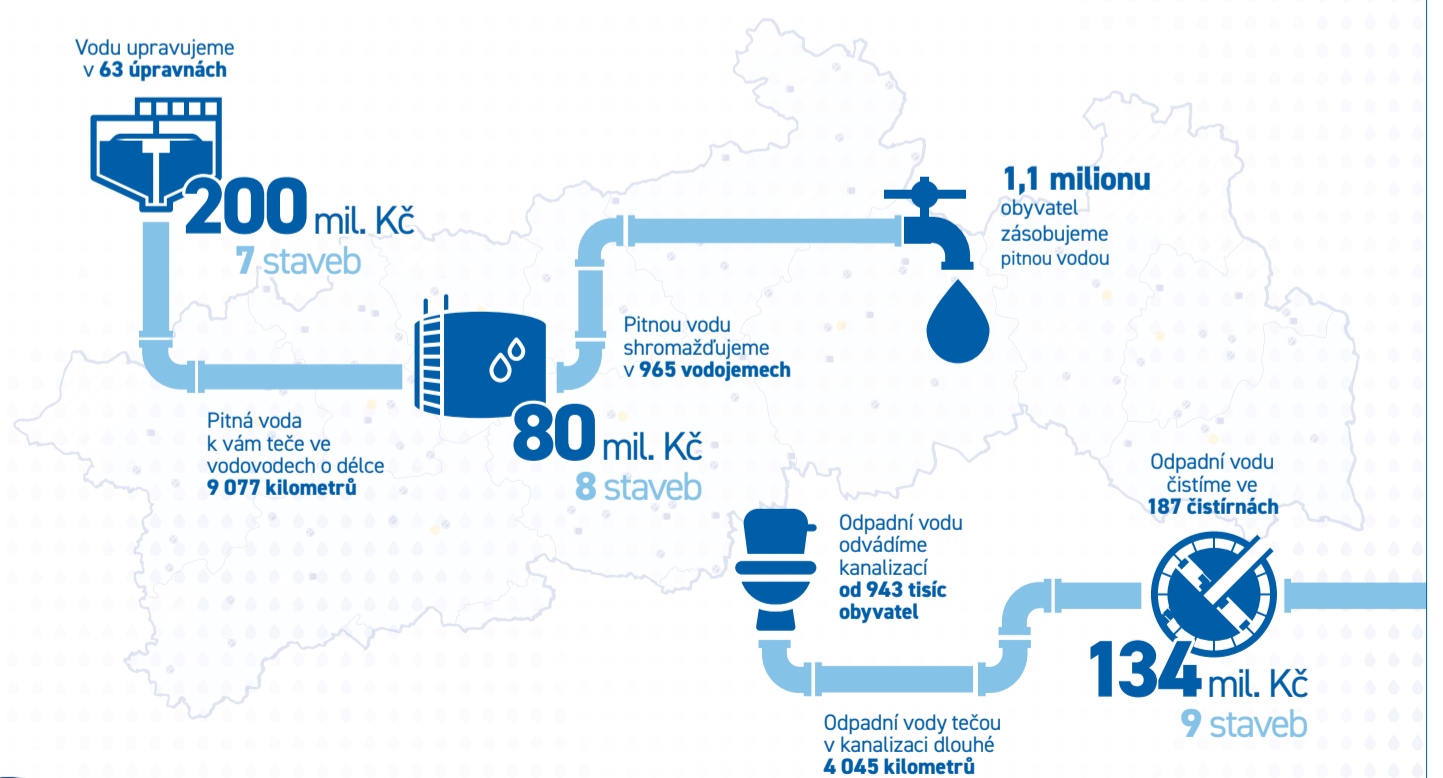 Vodu upravujeme
v 63 úpravnách
200 mil. Kč
7 staveb
Pitná voda
k vám teče ve
vodovodech o délce
9 077 kilometrů
Pitnou vodu
shromažďujeme
v 965 vodojemech
80 mil. Kč
8 staveb
1,1 milionu
obyvatel
zásobujeme
pitnou vodou
Odpadní vodu
odvádíme
kanalizací
od 943 tisíc
obyvatel
Odpadní vody tečou
v kanalizaci dlouhé
4 045 kilometrů
Odpadní vodu
čistíme ve
187 čistírnách
134 mil. Kč
9 staveb